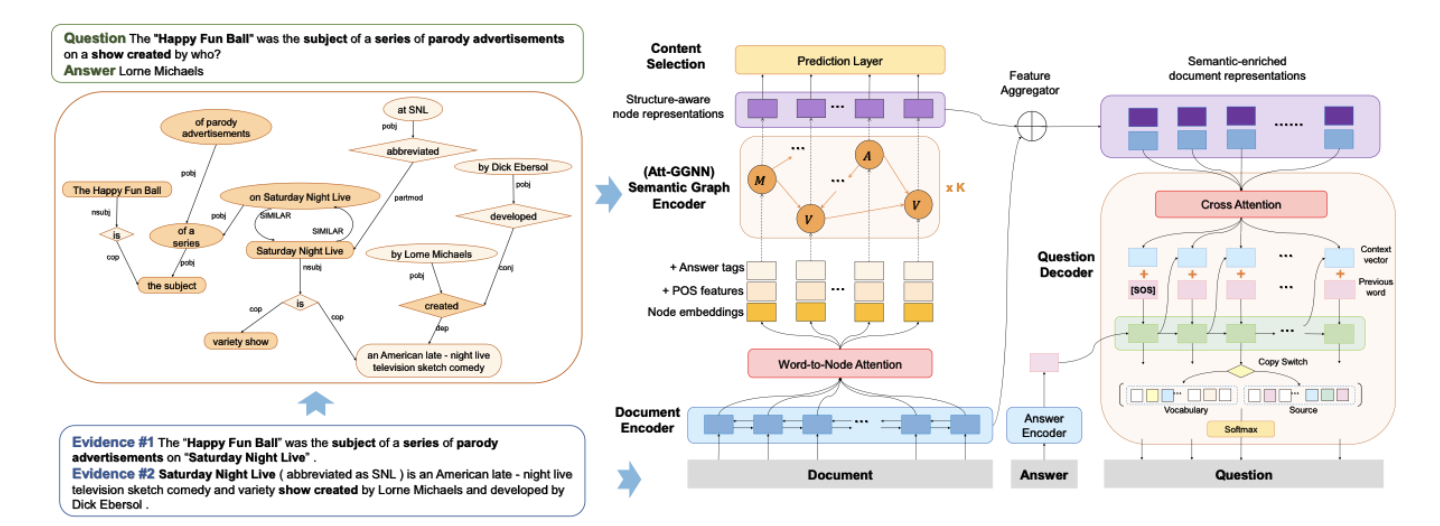 Question The "Happy Fun Ball" was the subject of a series of parody advertisements
on a show created by who?
Answer Lorne Michaels
at SNL
of parody
advertisements
pobj
abbreviated
by Dick Ebersol
pobj
pobj
The Happy Fun Ball
on Saturday Night Live
partmod
developed
nsubj
pobj
SIMILAR
is
of a
series
SIMILAR
Saturday Night Live
by Lorne Michaels
cop
pobj
nsubj
pobj
conj
the subject
is
created
cop
cop
dep
variety show
an American late - night live
television sketch comedy
Evidence #1 The "Happy Fun Ball" was the subject of a series of parody
advertisements on "Saturday Night Live" .
Evidence #2 Saturday Night Live ( abbreviated as SNL ) is an American late - night live
television sketch comedy and variety show created by Lorne Michaels and developed by
Dick Ebersol .
Content
Selection
Prediction Layer
Structure-aware
node representations
...
(Att-GGNN)
Semantic Graph
Encoder
...
M
A
...
V
V
x K
+ Answer tags
+ POS features
...
Node embeddings
Word-to-Node Attention
Document
Encoder
...
Document
Feature
Aggregator
Answer
Encoder
Answer
Semantic-enriched
document representations
......
Cross Attention
Question
Decoder
...
Context
vector
+ + + +
[SOS]
...
Previous
word
...
Copy Switch
... ...
Vocabulary
Source
Softmax
Question